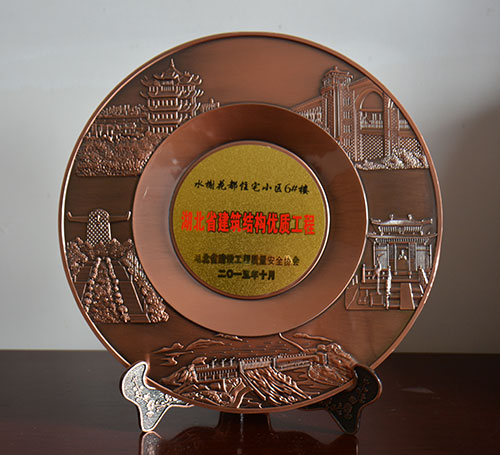 水榭花都住宅小区6#楼
湖北省建筑结构优质工程
湖北省建设工程质量安全协会
二〇一五年十月